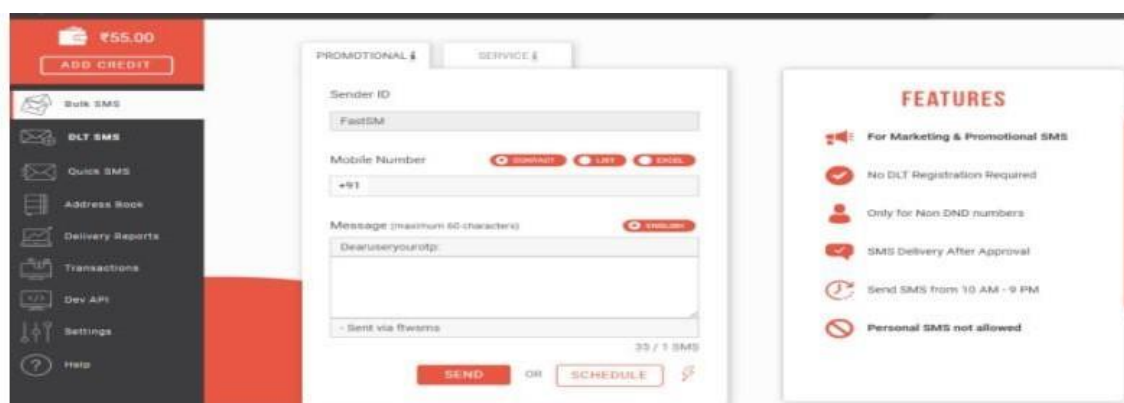 ₹55.00
ADD CREDIT
Bulk SMS
DLT SMS
Quick SMS
Address Book
Delivery Reports
Transactions
Dev API
Settings
Help
PROMOTIONAL
SERVICE
Sender ID
FastSM
Mobile Number
CONTACT
LIST
EXCEL
+91
Message (maximum 60 characters)
ENGLISH
Dearuseryourotp:
- Sent via
33 / 1 SMS
SEND
OR
SCHEDULE
FEATURES
For Marketing & Promotional SMS
No DLT Registration Required
Only for Non DND numbers
SMS Delivery After Approval
Send SMS from 10 AM - 9 PM
Personal SMS not allowed